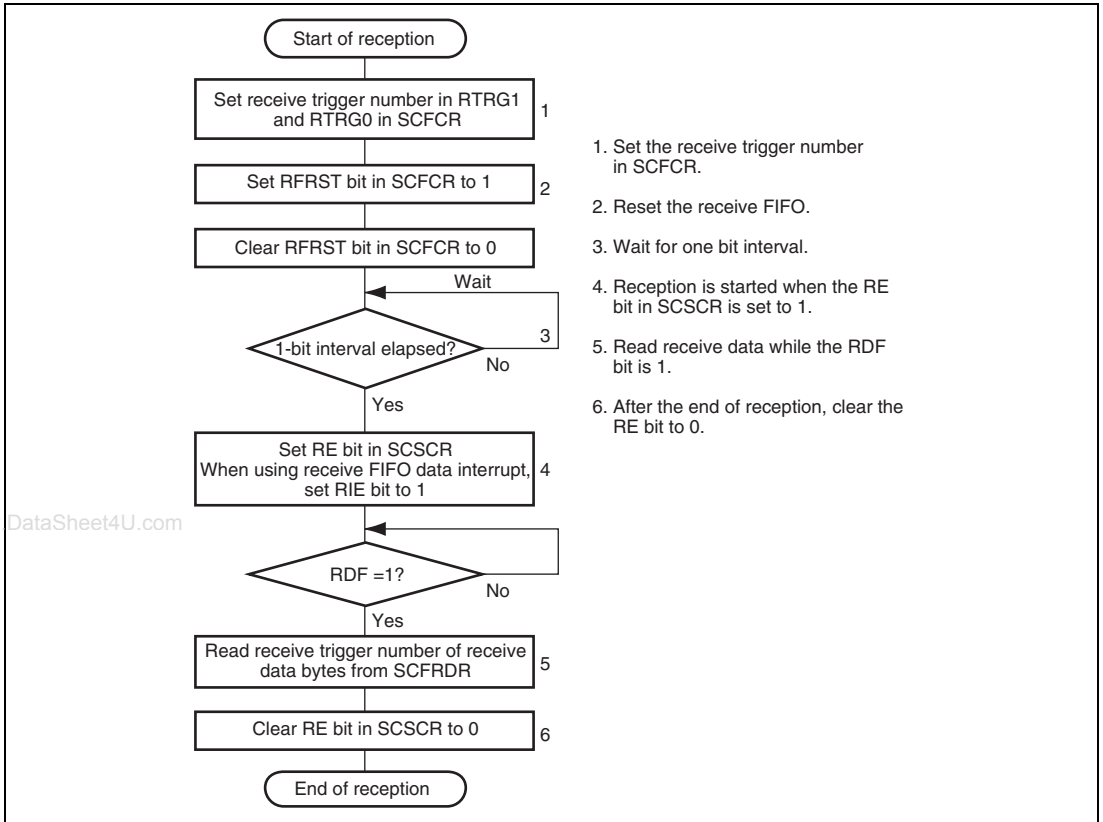 Start of reception
Set receive trigger number in RTRG1
and RTRG0 in SCFCR
1
Set RFRST bit in SCFCR to 1
2
Clear RFRST bit in SCFCR to 0
Wait
1-bit interval elapsed?
3
No
Yes
Set RE bit in SCSCR
When using receive FIFO data interrupt,
set RIE bit to 1
4
RDF =1?
No
Yes
Read receive trigger number of receive
data bytes from SCFRDR
5
Clear RE bit in SCSCR to 0
6
End of reception
1. Set the receive trigger number
in SCFCR.
2. Reset the receive FIFO.
3. Wait for one bit interval.
4. Reception is started when the RE
bit in SCSCR is set to 1.
5. Read receive data while the RDF
bit is 1.
6. After the end of reception, clear the
RE bit to 0.
DataSheet4U.com